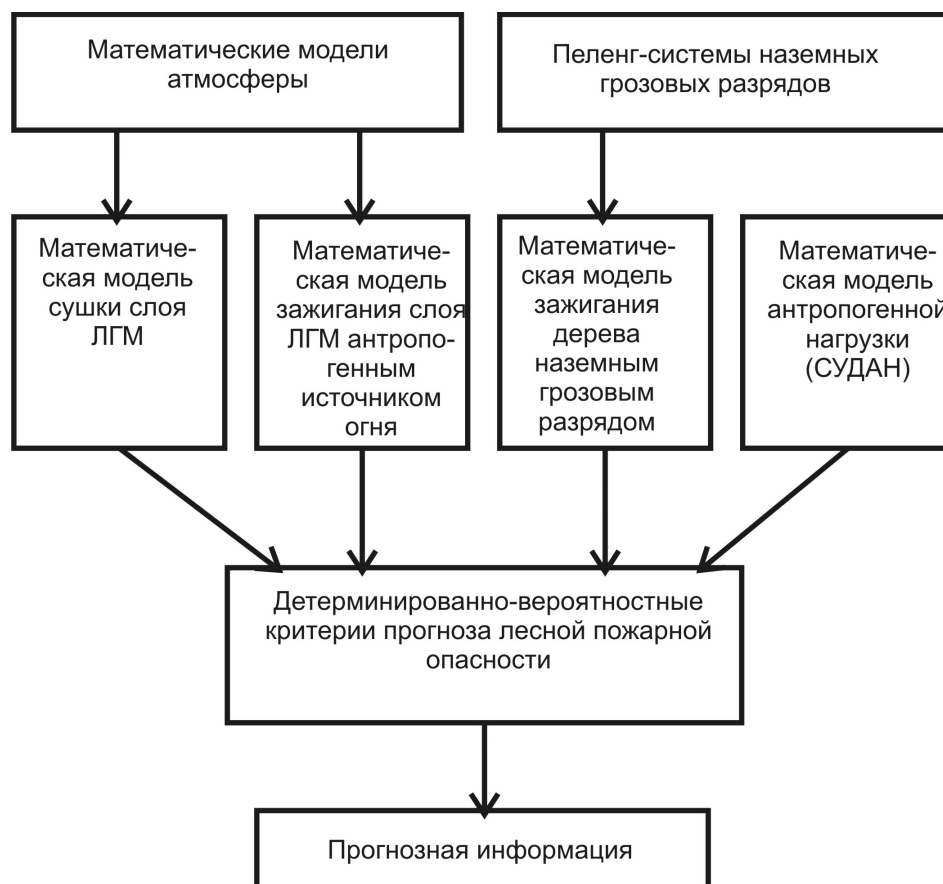 Математические модели
атмосферы
Пеленг-системы наземных
грозовых разрядов
Математиче-
ская модель
сушки слоя
ЛГМ
Математиче-
ская модель
зажигания слоя
ЛГМ антропо-
генным
источником
огня
Математиче-
ская модель
зажигания
дерева
наземным
грозовым
разрядом
Математиче-
ская модель
антропогенной
нагрузки
(СУДАН)
Детерминированно-вероятностные
критерии прогноза лесной пожарной
опасности
Прогнозная информация